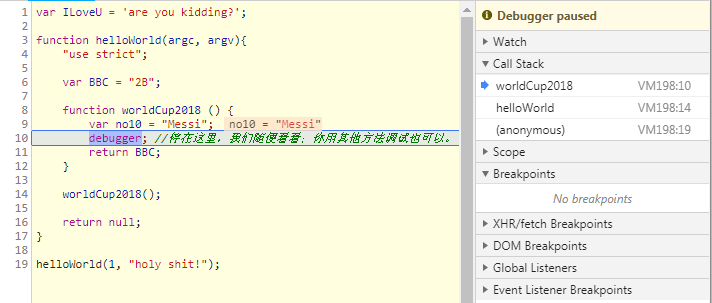 1 var ILoveU = 'are you kidding?';
2
3 function helloWorld(argc, argv){
4     "use strict";
5
6     var BBC = "2B";
7
8     function worldCup2018 () {
9         var no10 = "Messi"; no10 = "Messi"
10         debugger; //停在这里，我们随便看看；你用其他方法调试也可以。
11         return BBC;
12     }
13
14     worldCup2018();
15
16     return null;
17 }
18
19 helloWorld(1, "holy shit!");
Debugger paused
Watch
Call Stack
worldCup2018 VM198:10
helloWorld VM198:14
(anonymous) VM198:19
Scope
Breakpoints
No breakpoints
XHR/fetch Breakpoints
DOM Breakpoints
Global Listeners
Event Listener Breakpoints